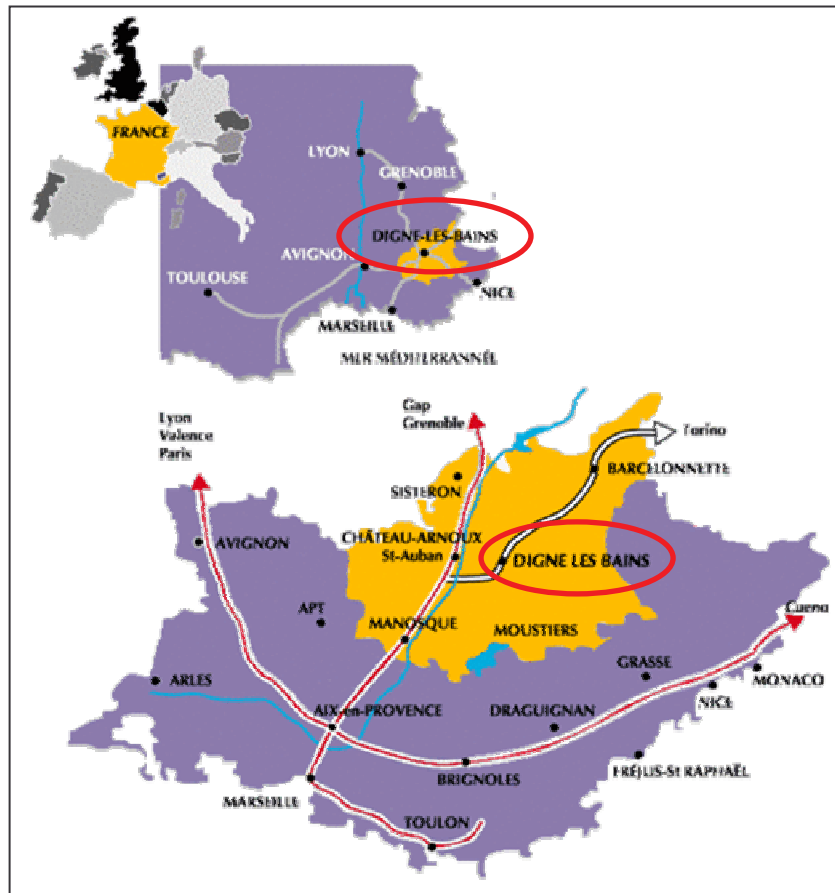 FRANCE
LYON
GRENOBLE
DIGNE-LES-BAINS
AVIGNON
TOULOUSE
NICE
MARSEILLE
MER MÉDITERRANNÉE
Lyon
Valence
Paris
Gap
Grenoble
Torino
BARCELONNETTE
SISTERON
CHÂTEAU-ARNOUX
St-Auban
AVIGNON
DIGNE LES BAINS
APT
MANOSQUE
MOUSTIERS
Cuneo
GRASSE
MONACO
ARLES
NICE
AIX-en-PROVENCE
DRAGUIGNAN
BRIGNOLES
FRÉJUS-St RAPHAËL
MARSEILLE
TOULON